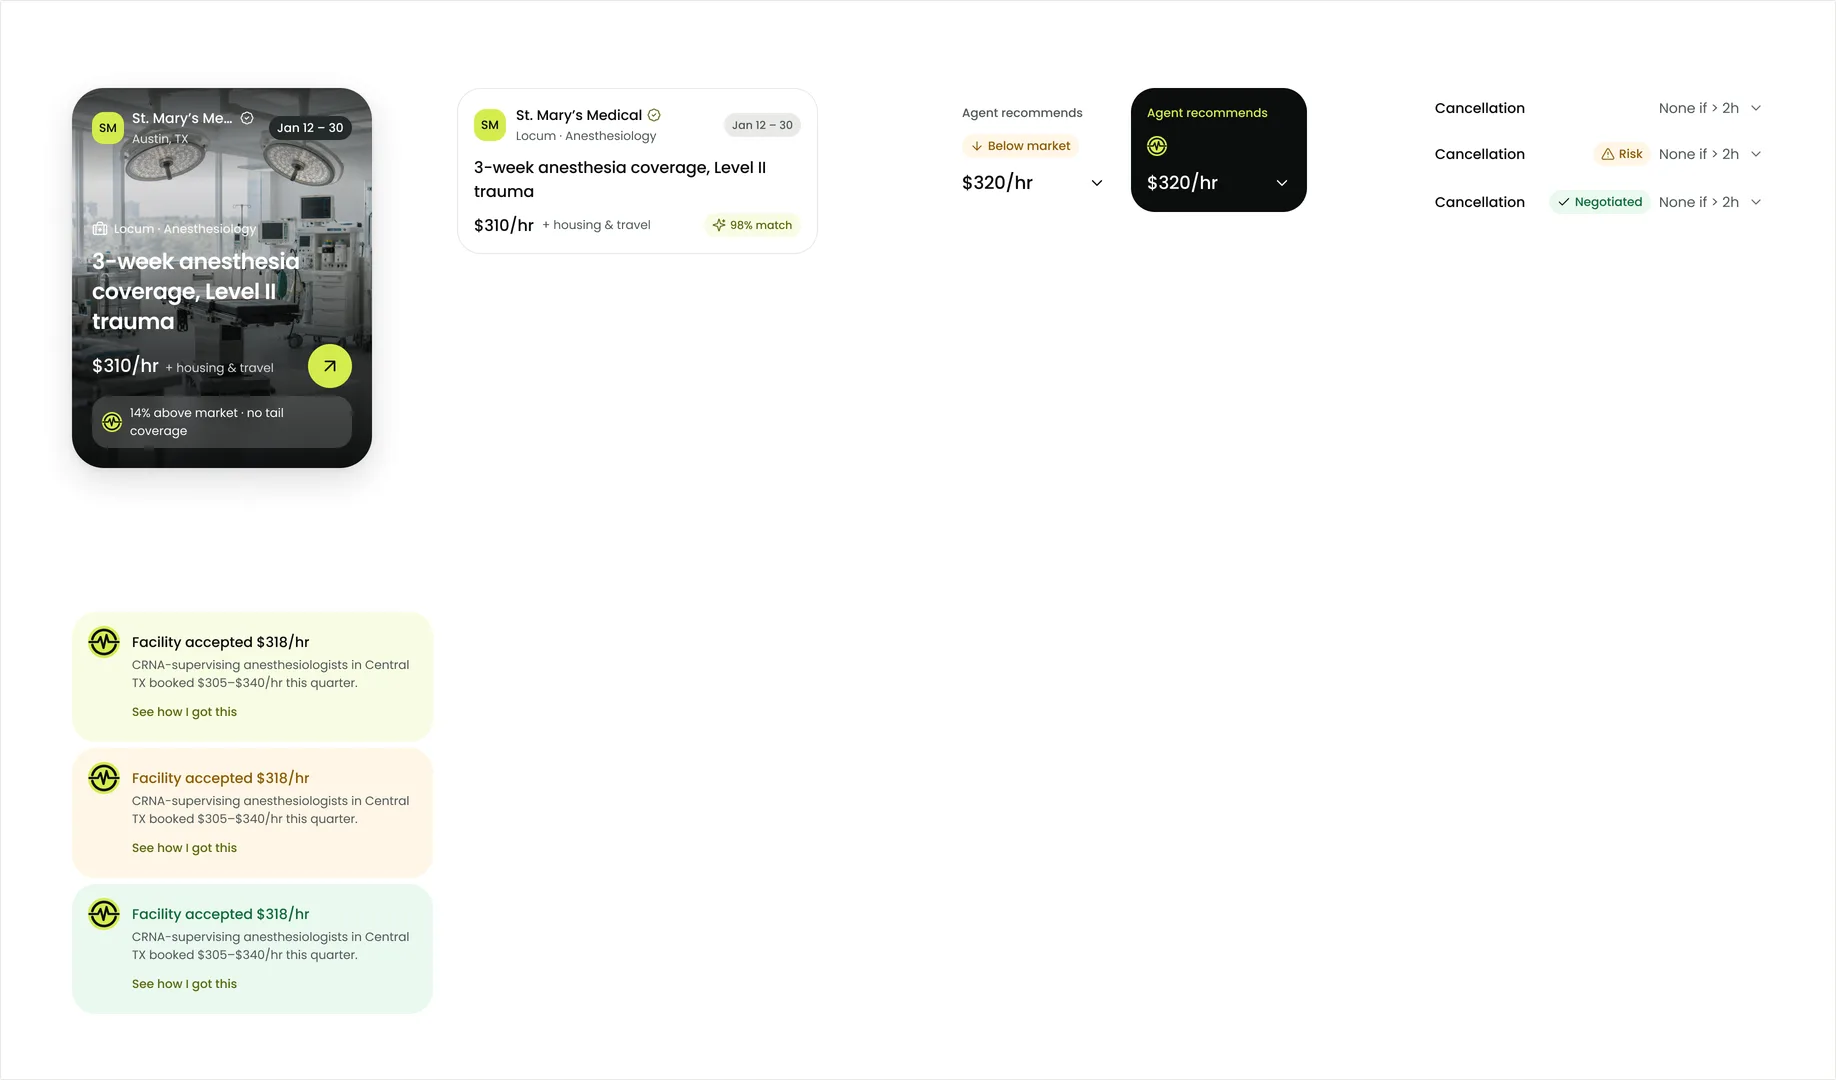 SM
St. Mary’s Me...
Austin, TX
Jan 12 – 30
Locum · Anesthesiology
3-week anesthesia
coverage, Level II
trauma
$310/hr + housing & travel
14% above market · no tail
coverage
SM
St. Mary’s Medical
Locum · Anesthesiology
Jan 12 – 30
3-week anesthesia coverage, Level II
trauma
$310/hr + housing & travel
98% match
Agent recommends
Below market
$320/hr
Agent recommends
$320/hr
Cancellation None if > 2h
Cancellation Risk None if > 2h
Cancellation Negotiated None if > 2h
Facility accepted $318/hr
CRNA-supervising anesthesiologists in Central
TX booked $305–$340/hr this quarter.
See how I got this
Facility accepted $318/hr
CRNA-supervising anesthesiologists in Central
TX booked $305–$340/hr this quarter.
See how I got this
Facility accepted $318/hr
CRNA-supervising anesthesiologists in Central
TX booked $305–$340/hr this quarter.
See how I got this